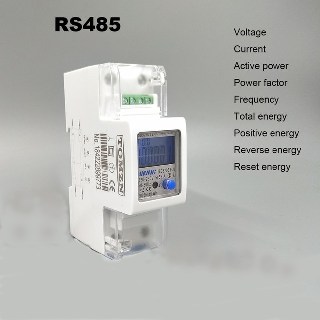 RS485
Voltage
Current
Active power
Power factor
Frequency
Total energy
Positive energy
Reverse energy
Reset energy
TOMZN